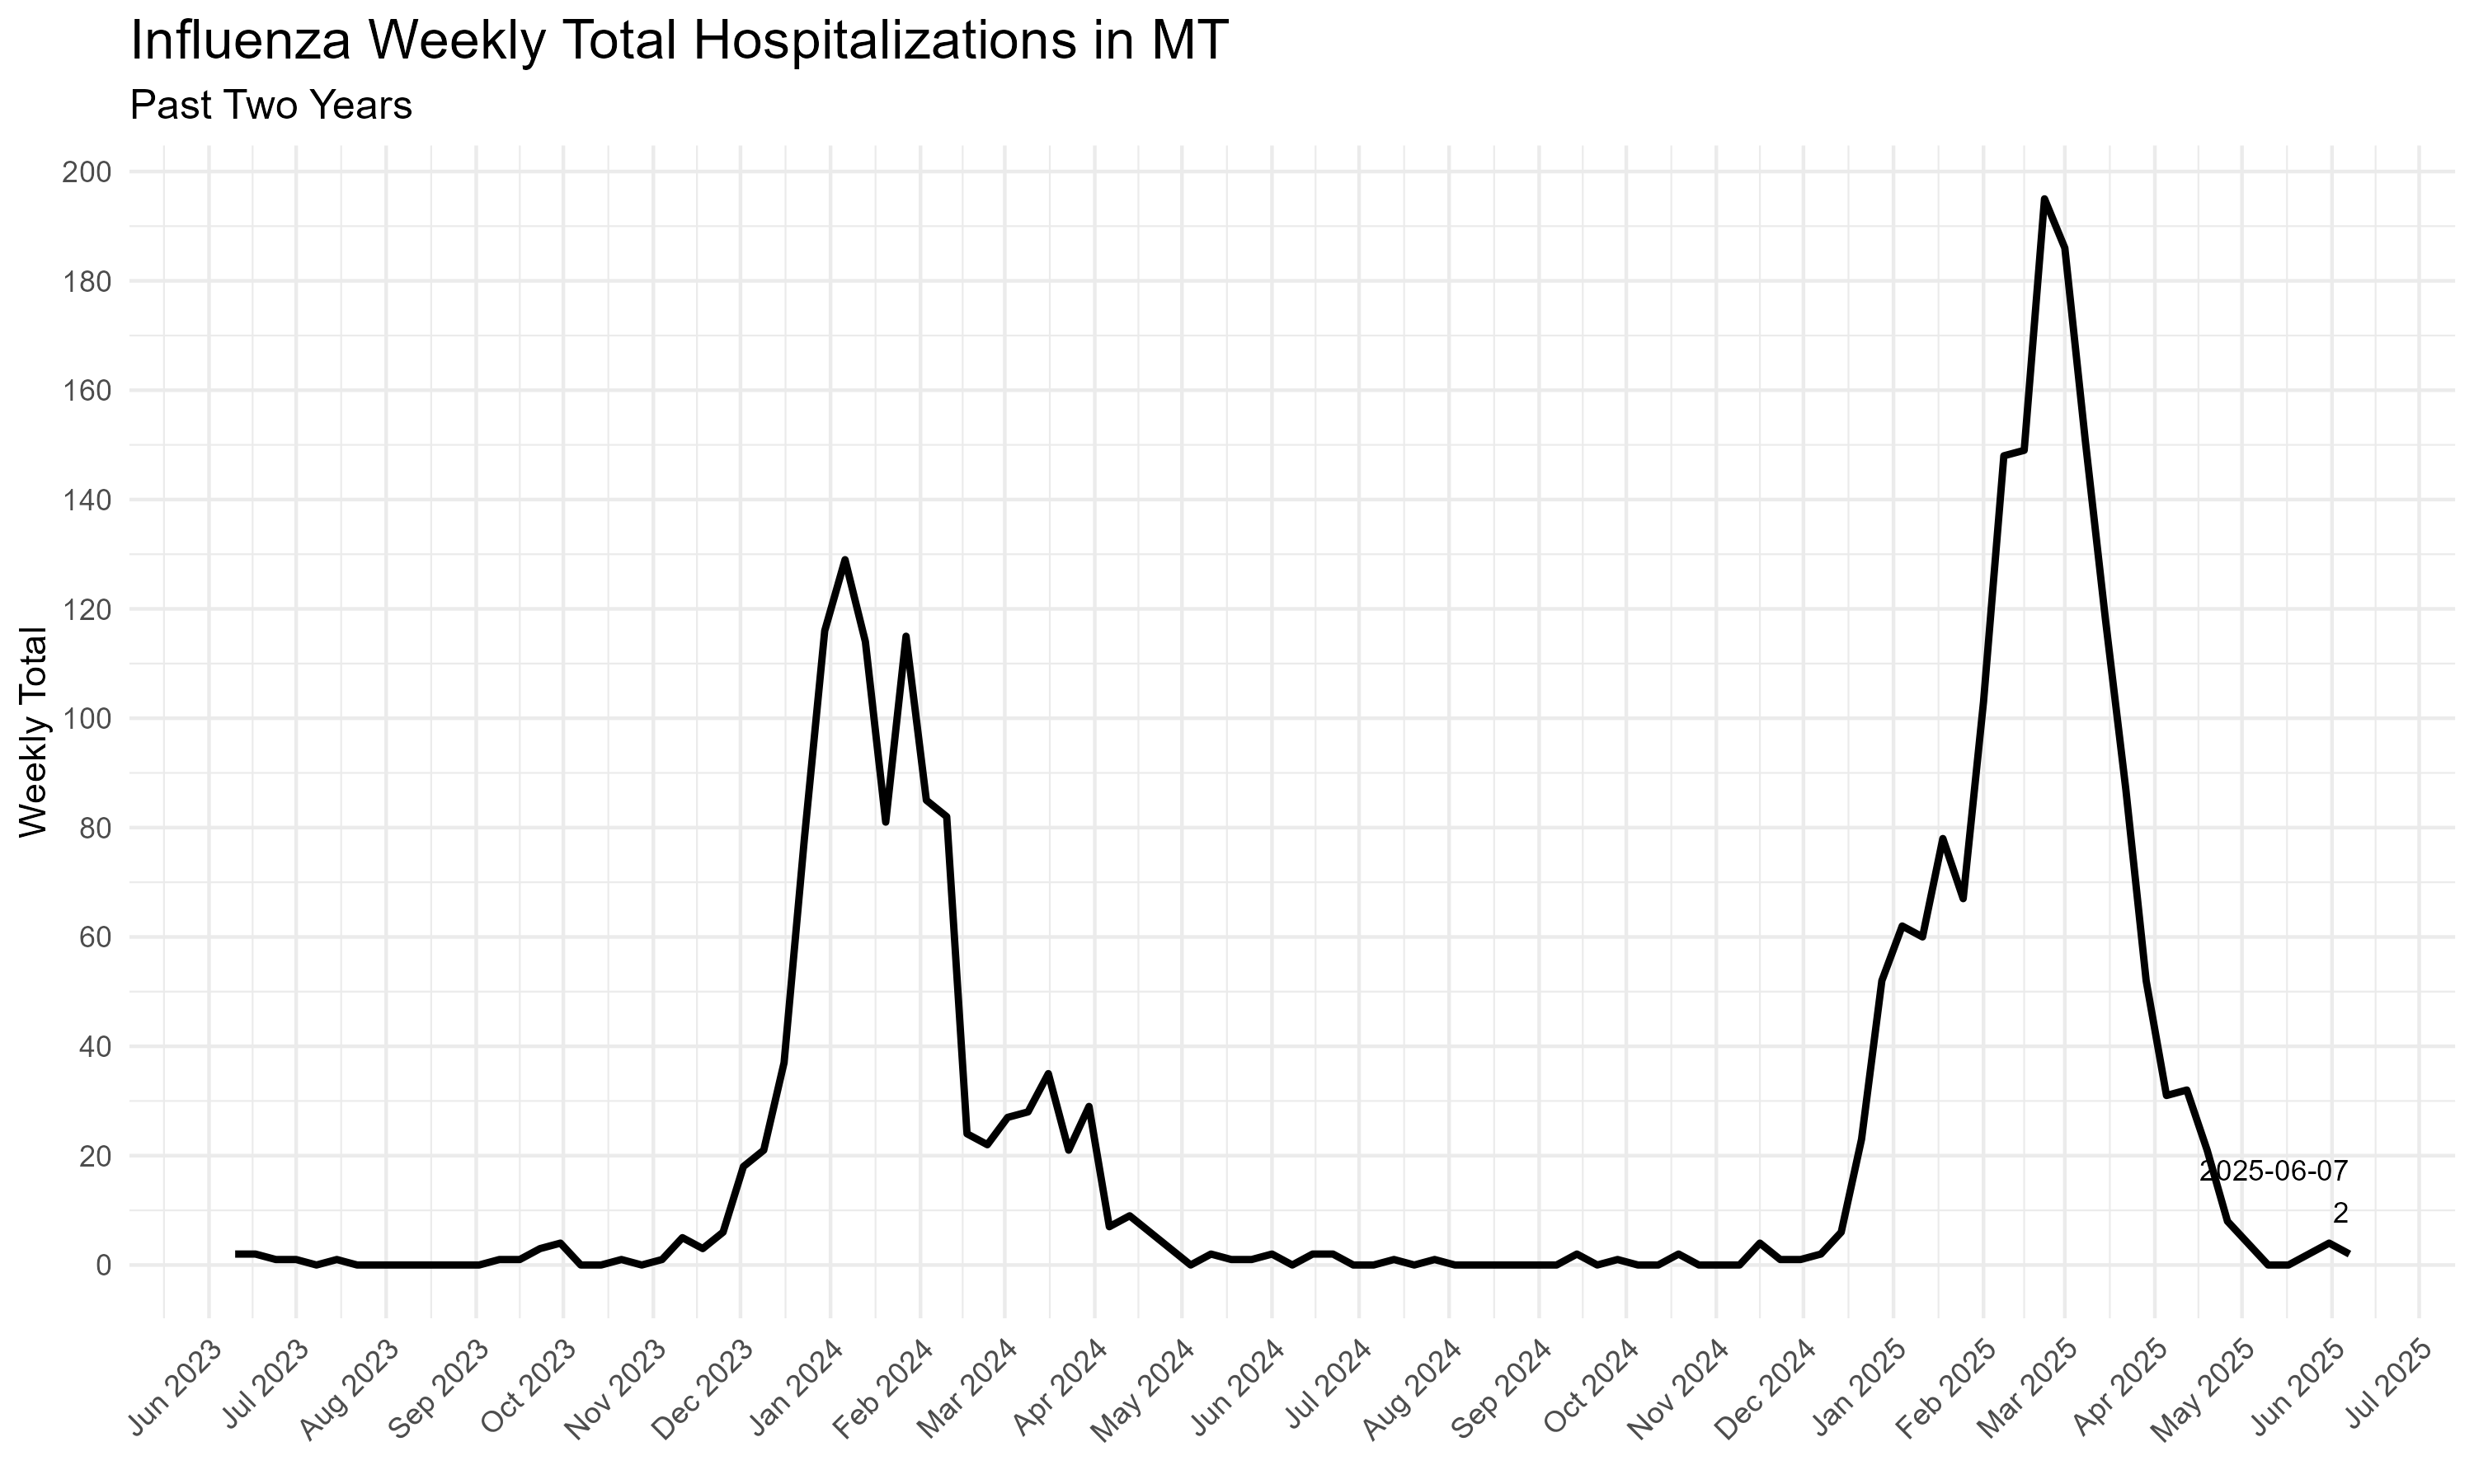 Influenza Weekly Total Hospitalizations in MT
Past Two Years
Weekly Total
200
180
160
140
120
100
80
60
40
20
0
2025-06-07
2
Jun 2023
Jul 2023
Aug 2023
Sep 2023
Oct 2023
Nov 2023
Dec 2023
Jan 2024
Feb 2024
Mar 2024
Apr 2024
May 2024
Jun 2024
Jul 2024
Aug 2024
Sep 2024
Oct 2024
Nov 2024
Dec 2024
Jan 2025
Feb 2025
Mar 2025
Apr 2025
May 2025
Jun 2025
Jul 2025